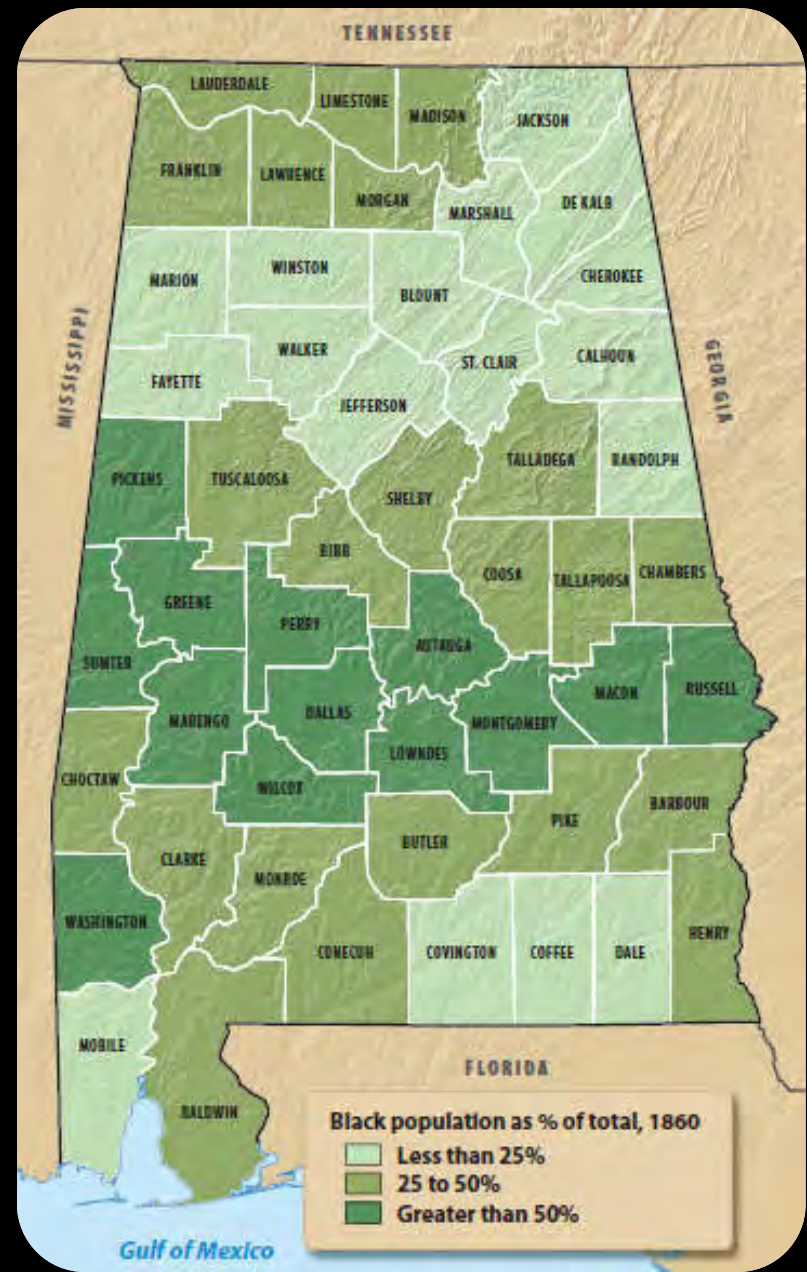 TENNESSEE
LAUDERDALE
LIMESTONE
MADISON
JACKSON
FRANKLIN
LAWRENCE
MORGAN
MARSHALL
DE KALB
CHEROKEE
MARION
WINSTON
BLOUNT
MISSISSIPPI
GEORGIA
WALKER
ST. CLAIR
CALHOUN
FAYETTE
JEFFERSON
PICKENS
TUSCALOOSA
SHELBY
TALLADEGA
RANDOLPH
BIBB
COOSA
TALLAPOOSA
CHAMBERS
GREENE
PERRY
AUTAUGA
SUMTER
MARENGO
DALLAS
LOWNDES
MONTGOMERY
MACON
RUSSELL
CHOCTAW
WILCOX
CLARKE
MONROE
BUTLER
PIKE
BARBOUR
WASHINGTON
CONECUH
COVINGTON
COFFEE
DALE
HENRY
MOBILE
BALDWIN
FLORIDA
Black population as % of total, 1860
Less than 25%
25 to 50%
Greater than 50%
Gulf of Mexico